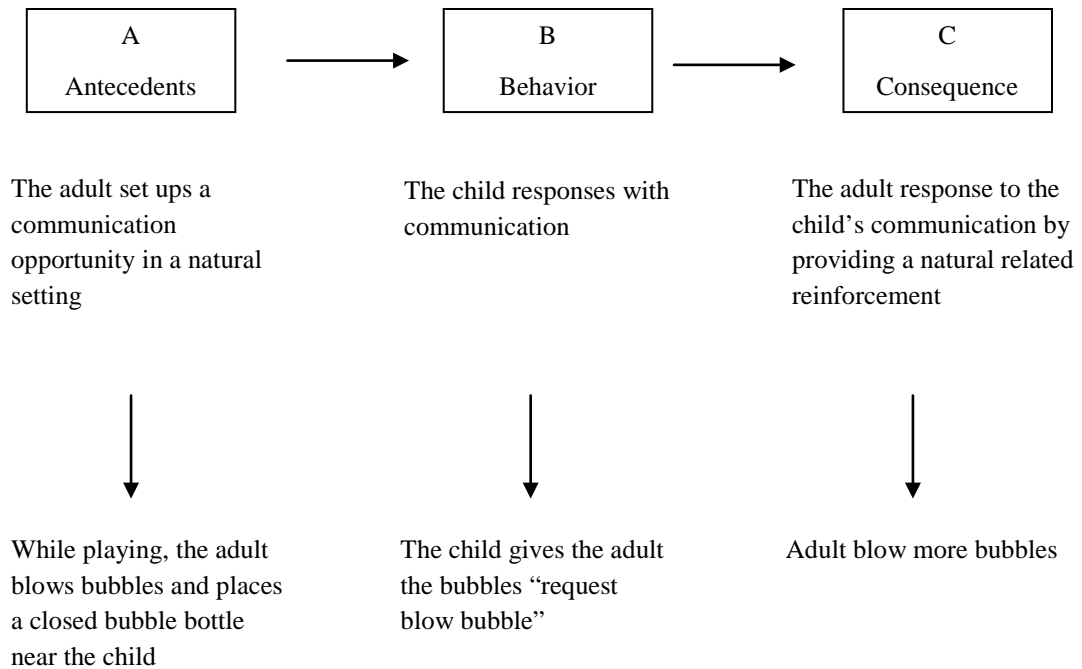 A
Antecedents
B
Behavior
C
Consequence
The adult set ups a
communication
opportunity in a natural
setting
The child responses with
communication
The adult response to the
child’s communication by
providing a natural related
reinforcement
While playing, the adult
blows bubbles and places
a closed bubble bottle
near the child
The child gives the adult
the bubbles “request
blow bubble”
Adult blow more bubbles